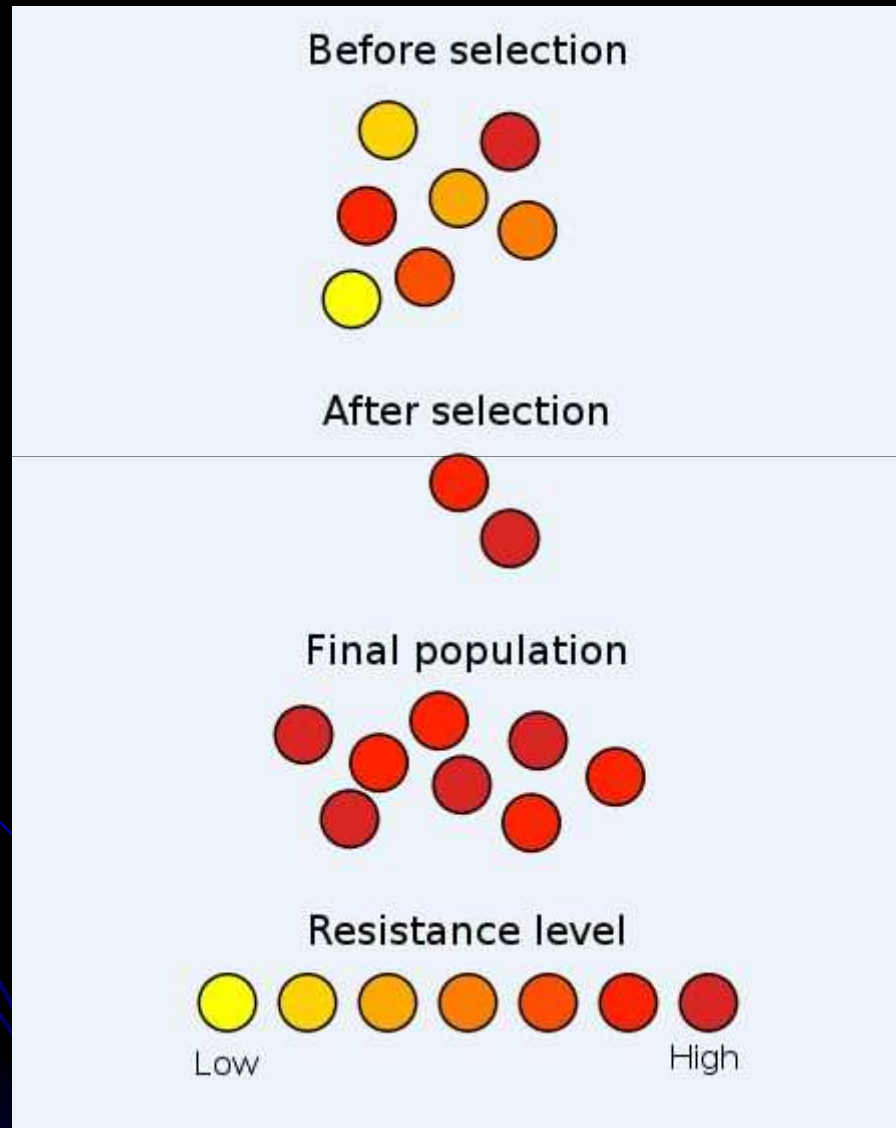 Before selection
After selection
Final population
Resistance level
Low
High